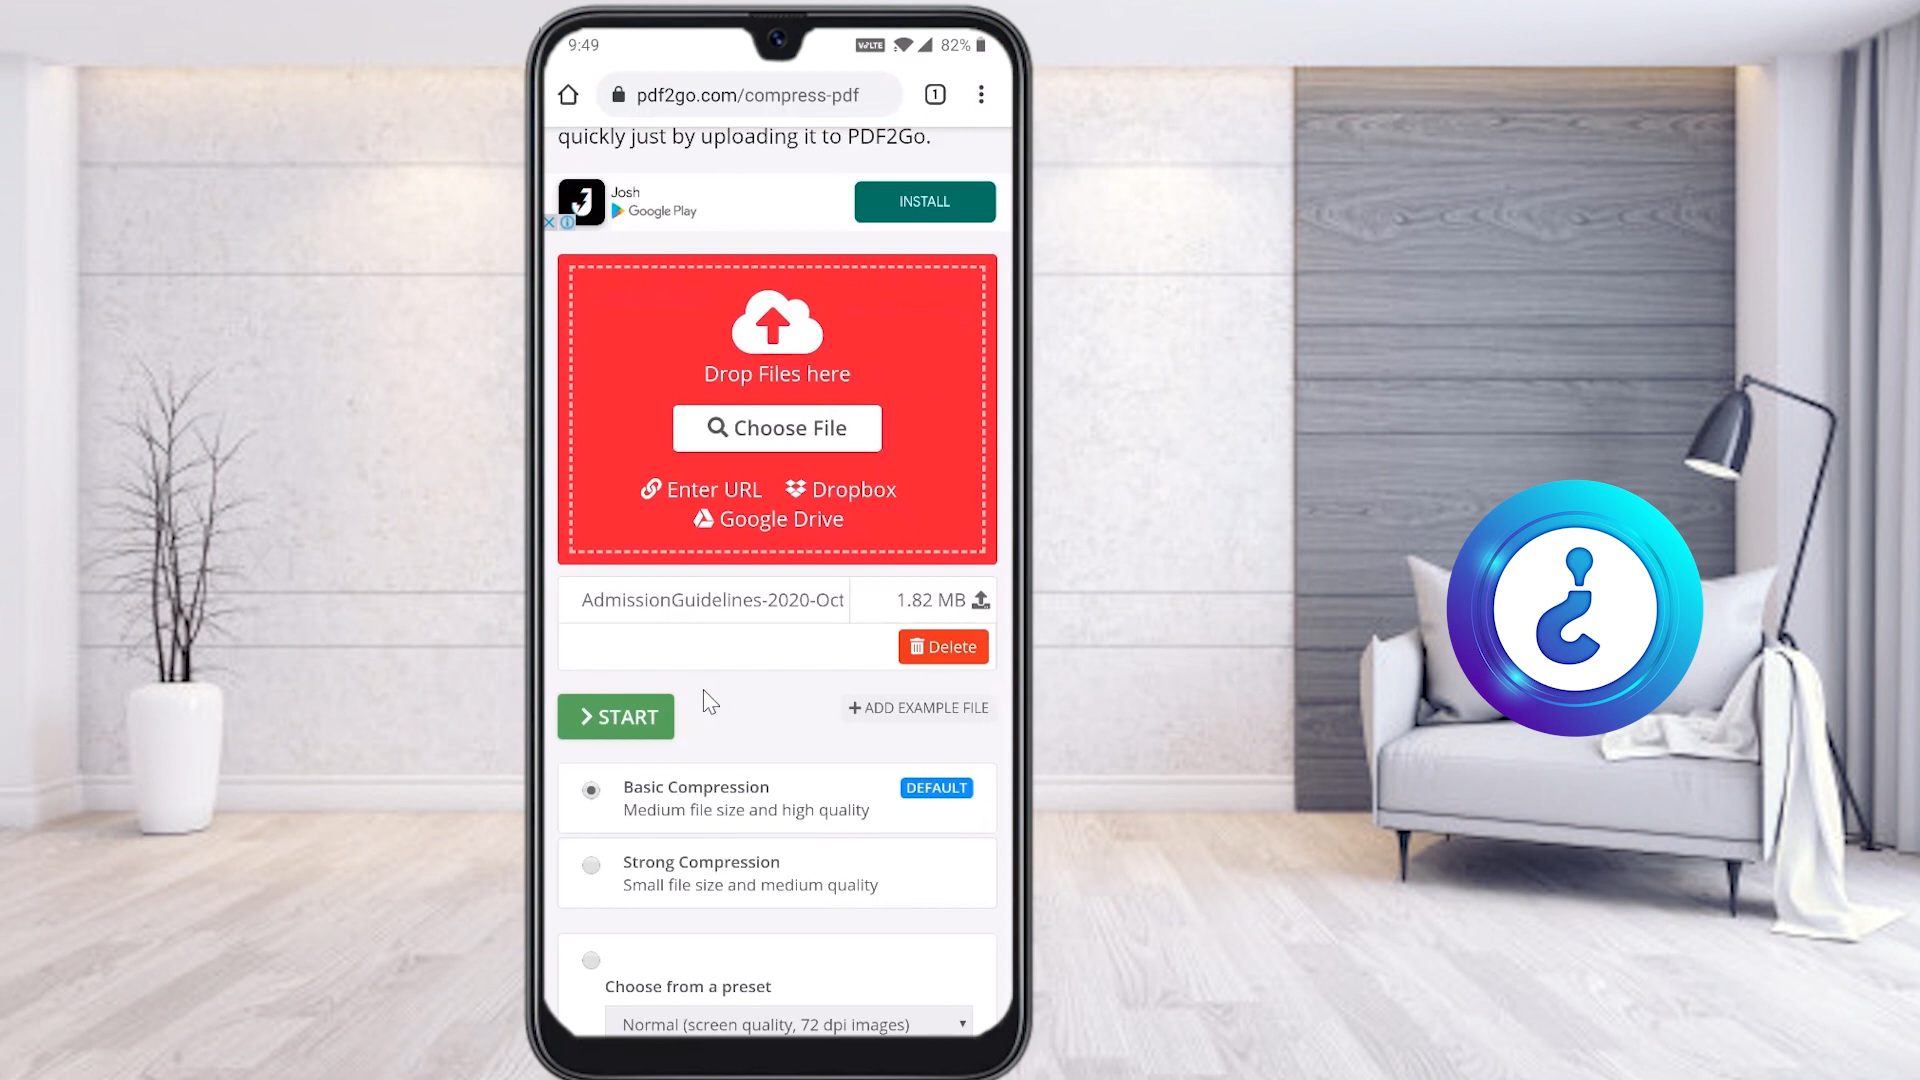 9:49
VoLTE
82%
pdf2go.com/compress-pdf
1
quickly just by uploading it to PDF2Go.
Josh
Google Play
INSTALL
Drop Files here
Choose File
Enter URL Dropbox
Google Drive
AdmissionGuidelines-2020-Oct 1.82 MB
Delete
START
ADD EXAMPLE FILE
Basic Compression DEFAULT
Medium file size and high quality
Strong Compression
Small file size and medium quality
Choose from a preset
Normal (screen quality, 72 dpi images)